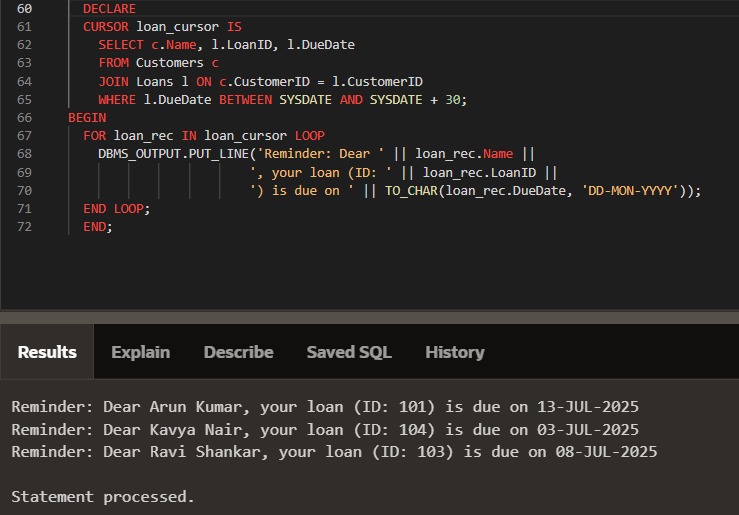 60 DECLARE
61 CURSOR loan_cursor IS
62 SELECT c.Name, l.LoanID, l.DueDate
63 FROM Customers c
64 JOIN Loans l ON c.CustomerID = l.CustomerID
65 WHERE l.DueDate BETWEEN SYSDATE AND SYSDATE + 30;
66 BEGIN
67 FOR loan_rec IN loan_cursor LOOP
68 DBMS_OUTPUT.PUT_LINE('Reminder: Dear ' || loan_rec.Name ||
69 ', your loan (ID: ' || loan_rec.LoanID ||
70 ') is due on ' || TO_CHAR(loan_rec.DueDate, 'DD-MON-YYYY'));
71 END LOOP;
72 END;
Results Explain Describe Saved SQL History
Reminder: Dear Arun Kumar, your loan (ID: 101) is due on 13-JUL-2025
Reminder: Dear Kavya Nair, your loan (ID: 104) is due on 03-JUL-2025
Reminder: Dear Ravi Shankar, your loan (ID: 103) is due on 08-JUL-2025
Statement processed.